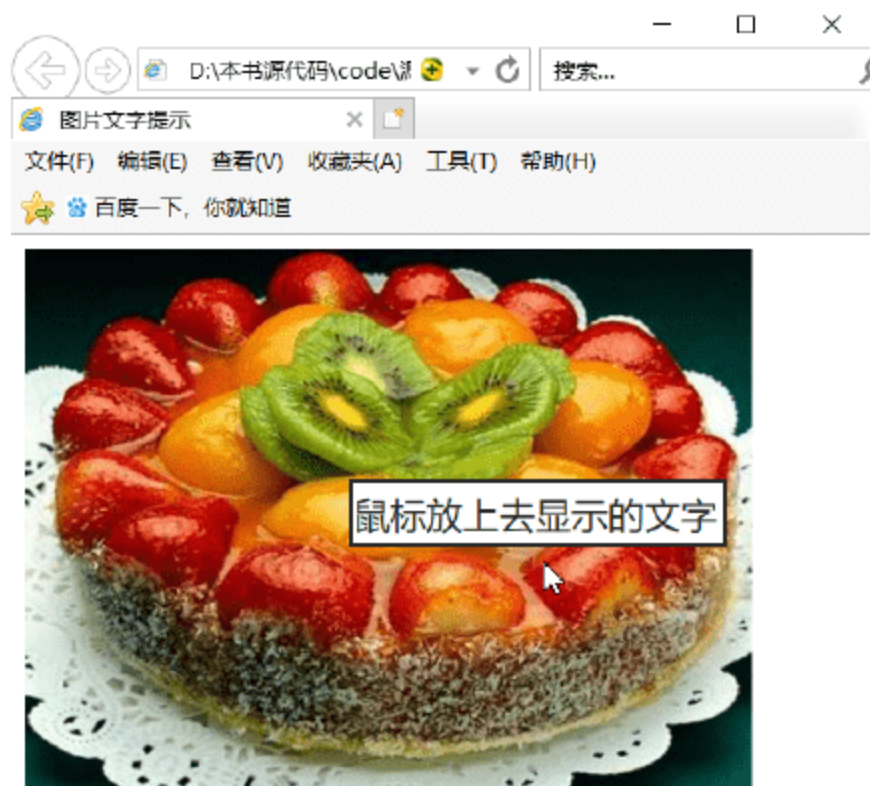 D:\本书源代码\code\
搜索...
图片文字提示
文件(F) 编辑(E) 查看(V) 收藏夹(A) 工具(T) 帮助(H)
百度一下，你就知道
鼠标放上去显示的文字